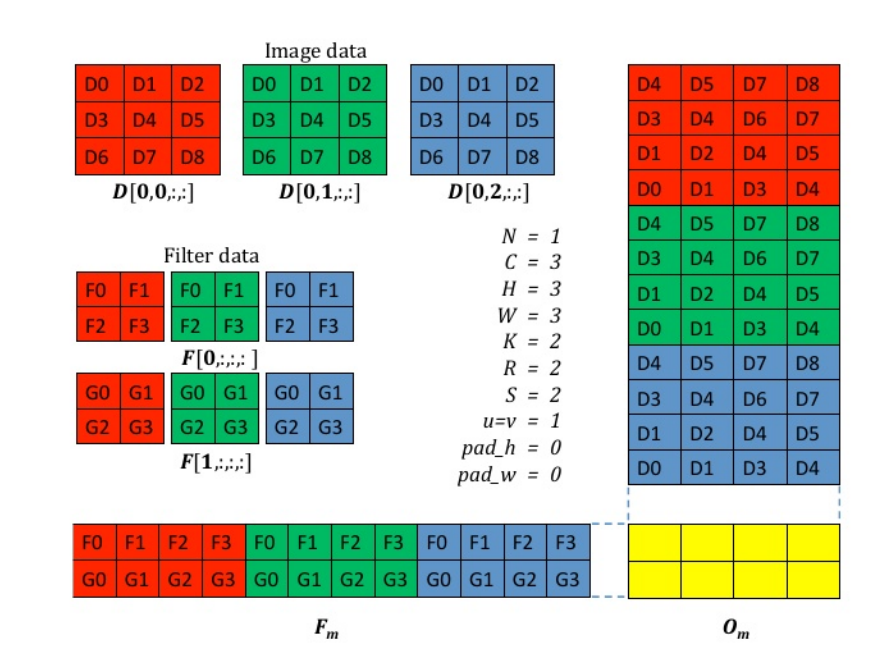 Image data
D0 D1 D2 D0 D1 D2 D0 D1 D2
D3 D4 D5 D3 D4 D5 D3 D4 D5
D6 D7 D8 D6 D7 D8 D6 D7 D8
D[0,0,:,:] D[0,1,:,:] D[0,2,:,:]
Filter data
F0 F1 F0 F1 F0 F1
F2 F3 F2 F3 F2 F3
F[0,:,:,: ]
G0 G1 G0 G1 G0 G1
G2 G3 G2 G3 G2 G3
F[1,:,:,:]
N = 1
C = 3
H = 3
W = 3
K = 2
R = 2
S = 2
u=v = 1
pad_h = 0
pad_w = 0
D4 D5 D7 D8
D3 D4 D6 D7
D1 D2 D4 D5
D0 D1 D3 D4
D4 D5 D7 D8
D3 D4 D6 D7
D1 D2 D4 D5
D0 D1 D3 D4
D4 D5 D7 D8
D3 D4 D6 D7
D1 D2 D4 D5
D0 D1 D3 D4
F0 F1 F2 F3 F0 F1 F2 F3 F0 F1 F2 F3
G0 G1 G2 G3 G0 G1 G2 G3 G0 G1 G2 G3
Fm Om